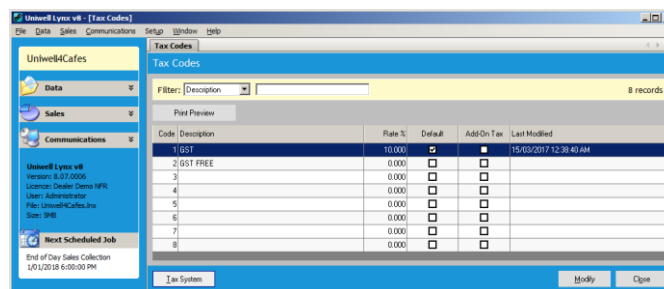 Uniwell Lynx v8 - [Tax Codes]
File Data Sales Communications Setup Window Help
Uniwell4Cafes
Data
Sales
Communications
Uniwell Lynx v8
Version: 8.07.0006
Licence: Dealer Demo NFR
User: Administrator
File: Uniwell4Cafes.lnx
Size: 5MB
Next Scheduled Job
End of Day Sales Collection
1/01/2018 6:00:00 PM
Tax Codes
Tax Codes
Filter: Description 8 records
Print Preview
Code Description Rate % Default Add-On Tax Last Modified
1 GST 10.000 15/03/2017 12:38:40 AM
2 GST FREE 0.000
3 0.000
4 0.000
5 0.000
6 0.000
7 0.000
8 0.000
Tax System Modify Close